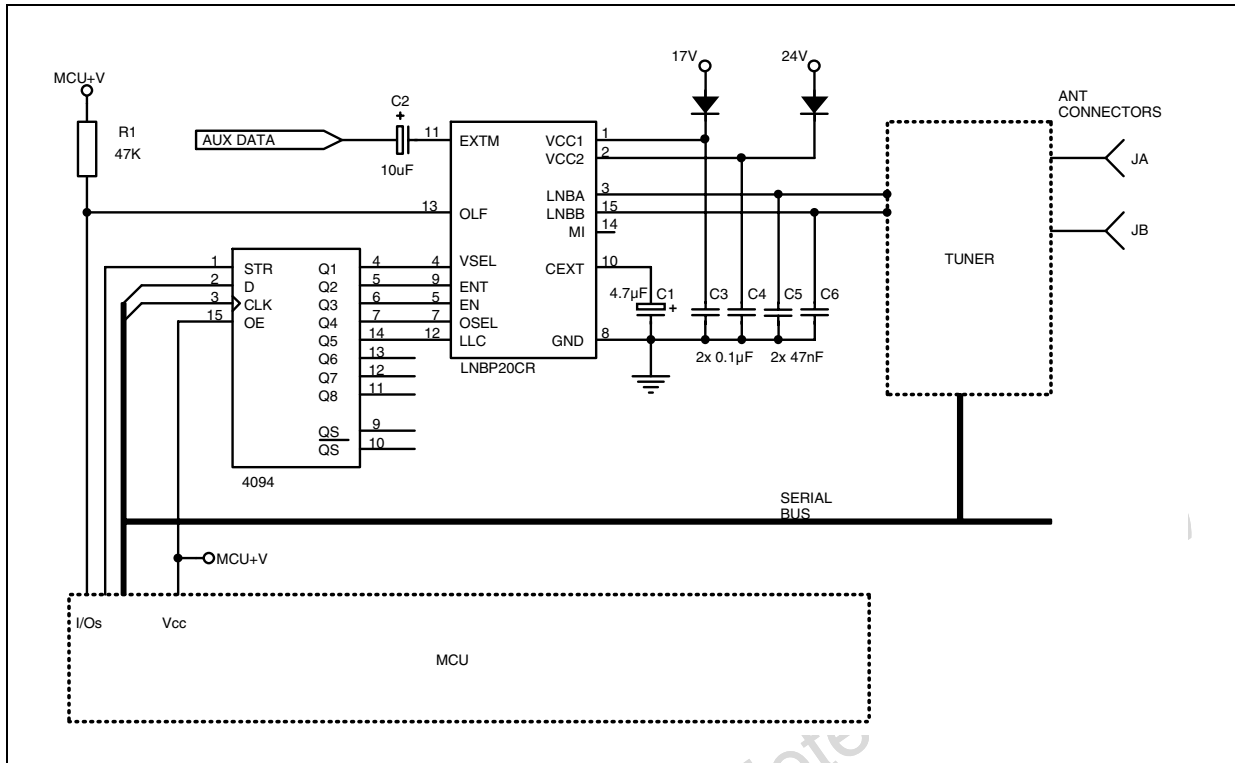 17V
24V
MCU+V
ANT
CONNECTORS
C2
+
R1
47K
AUX DATA
10uF
11
EXTM
VCC1
1
VCC2
2
JA
LNBA
3
13
OLF
LNBB
15
MI
14
JB
TUNER
1
STR
Q1
4
4
VSEL
CEXT
10
2
D
Q2
5
9
ENT
4.7µF
C1
C3
C4
C5
C6
3
CLK
Q3
6
5
EN
+
15
OE
Q4
7
7
OSEL
Q5
14
12
LLC
GND
8
Q6
13
2x 0.1µF
2x 47nF
Q7
12
LNBP20CR
Q8
11
QS
9
QS
10
4094
SERIAL
BUS
MCU+V
I/Os
Vcc
MCU